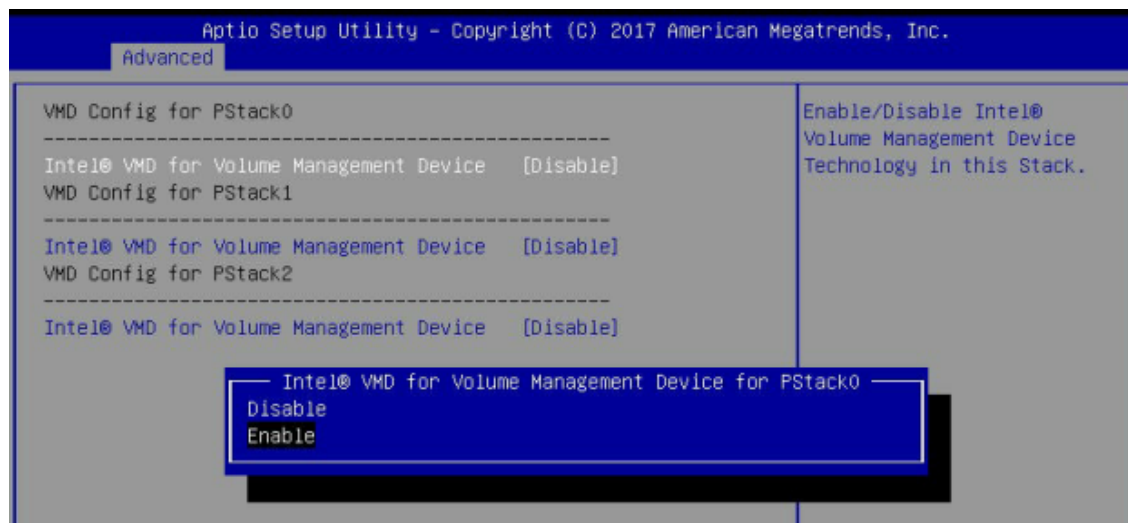 Aptio Setup Utility – Copyright (C) 2017 American Megatrends, Inc.
Advanced
VMD Config for PStack0
--------------------------------------------------
Intel® VMD for Volume Management Device [Disable]
VMD Config for PStack1
--------------------------------------------------
Intel® VMD for Volume Management Device [Disable]
VMD Config for PStack2
--------------------------------------------------
Intel® VMD for Volume Management Device [Disable]
Enable/Disable Intel®
Volume Management Device
Technology in this Stack.
Intel® VMD for Volume Management Device for PStack0
Disable
Enable